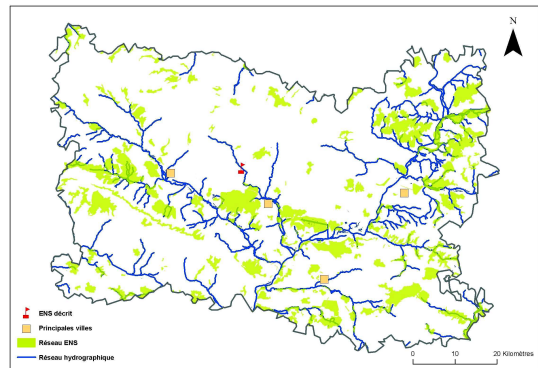 N
ENS décrit
Principales villes
Réseau ENS
Réseau hydrographique
0 10 20 Kilomètres